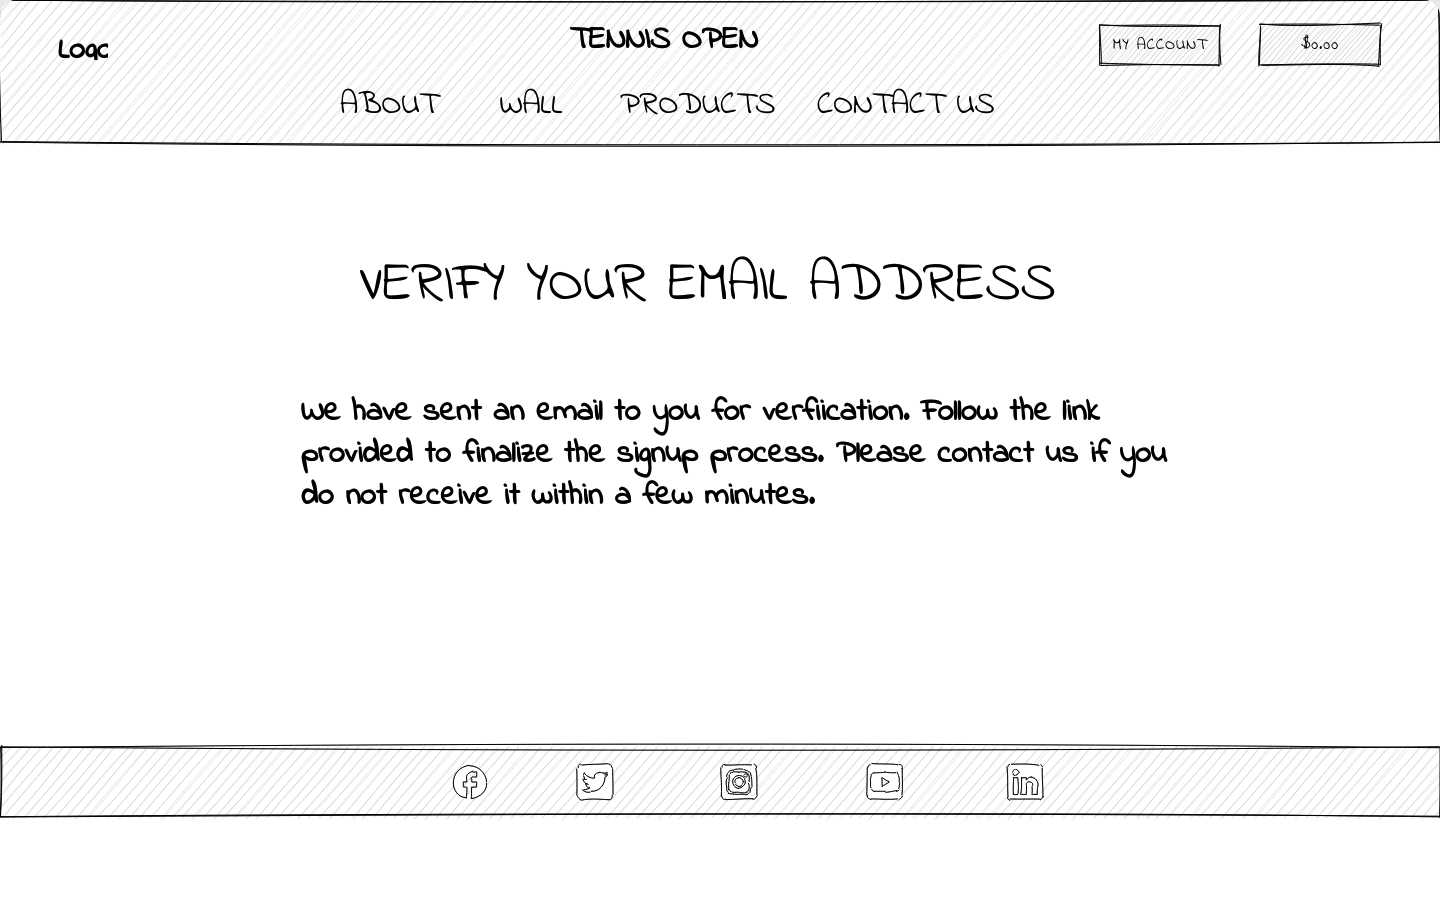 Logo
TENNIS OPEN
MY ACCOUNT
$0.00
ABOUT WALL PRODUCTS CONTACT US
VERIFY YOUR EMAIL ADDRESS
We have sent an email to you for verfiication. Follow the link
provided to finalize the signup process. Please contact us if you
do not receive it within a few minutes.
in